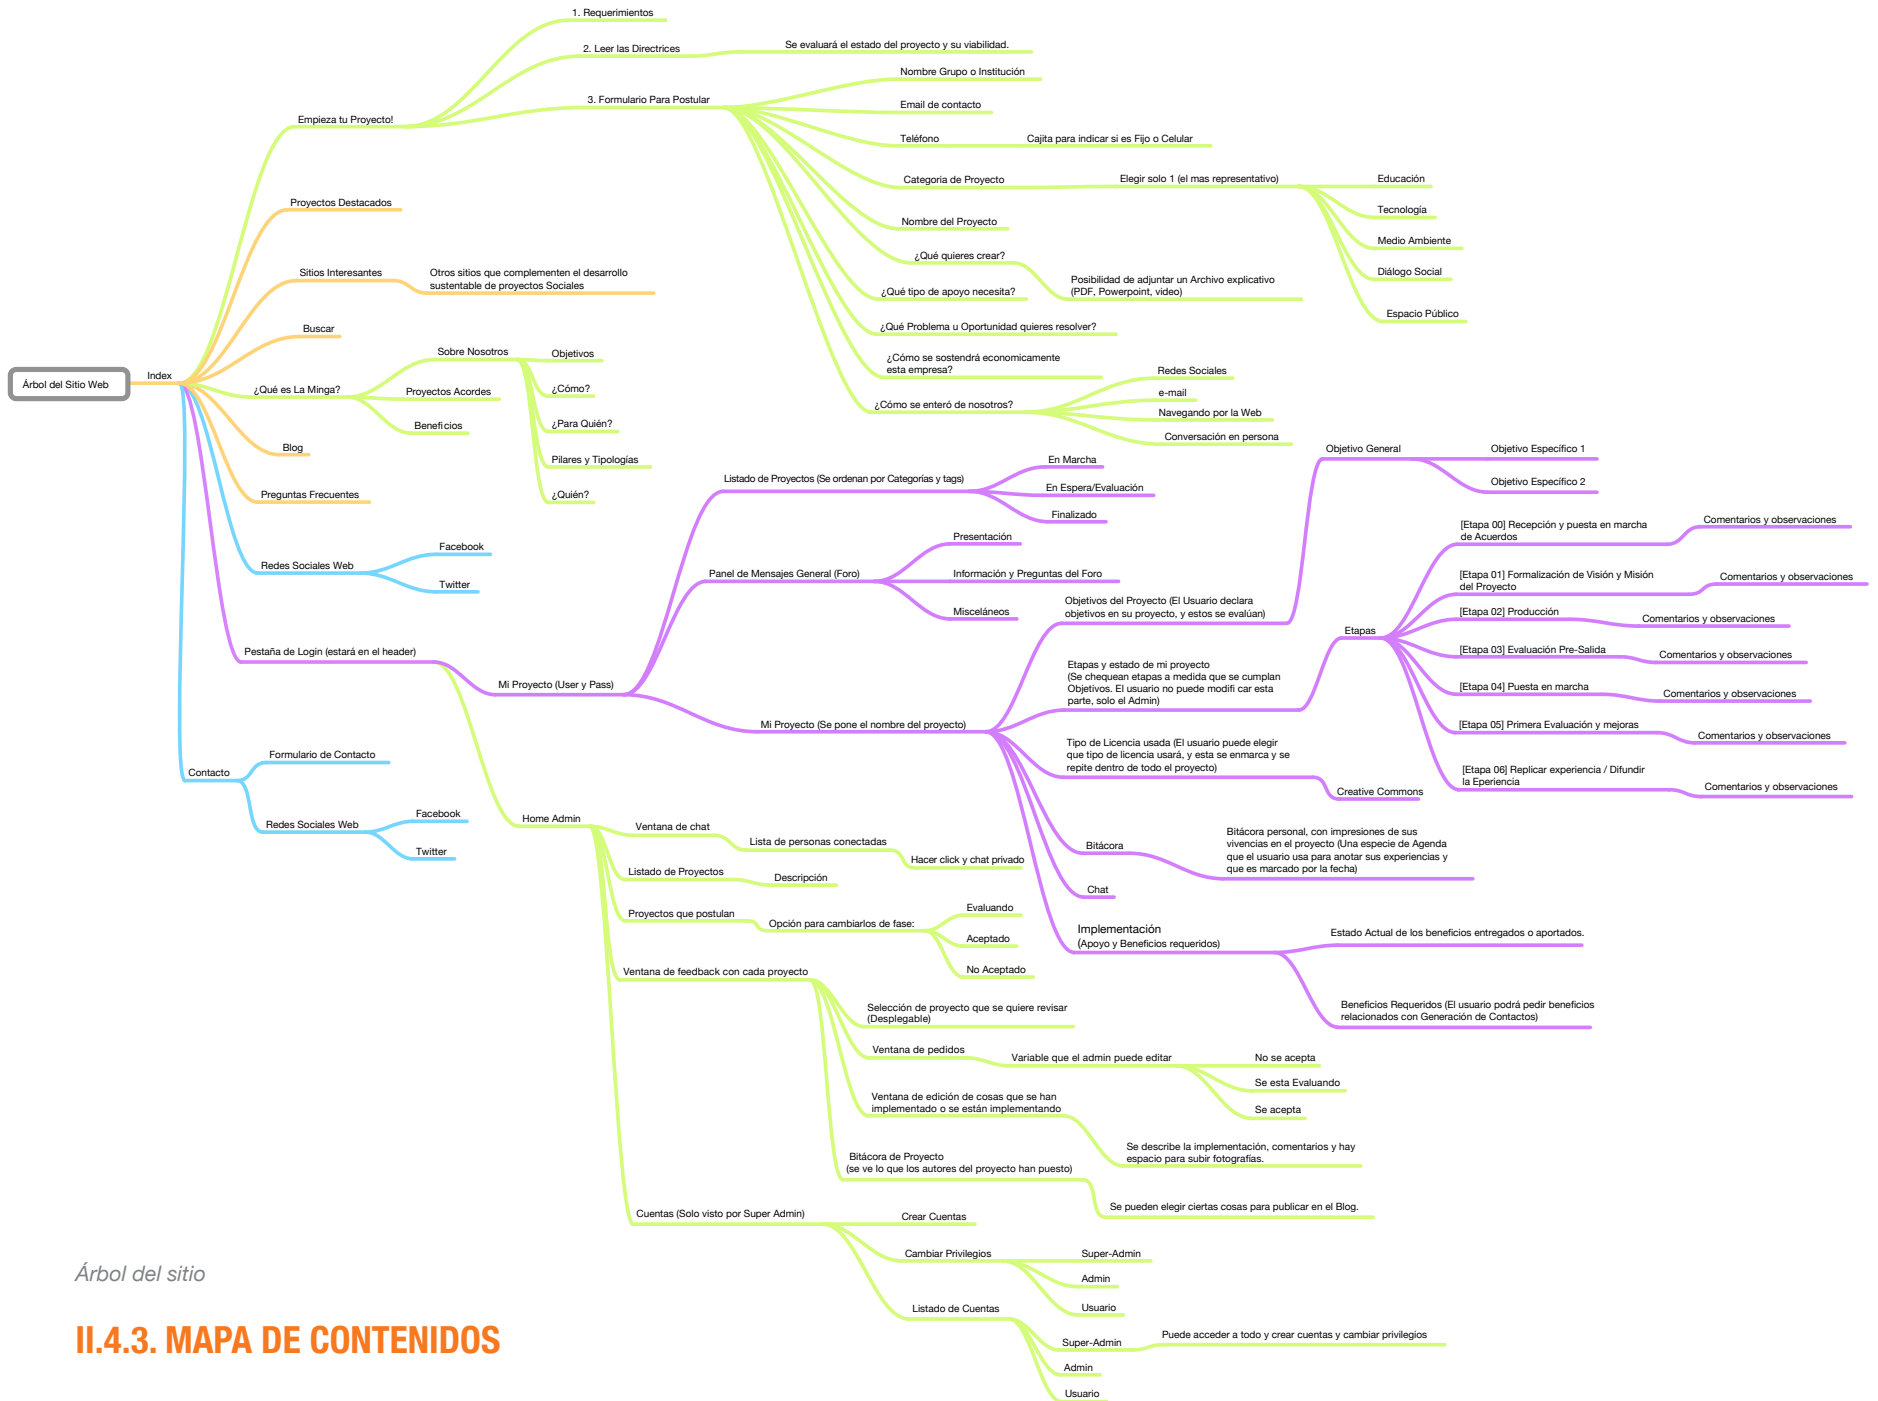 Árbol del Sitio Web
Index
Empieza tu Proyecto!
1. Requerimientos
2. Leer las Directrices
Se evaluará el estado del proyecto y su viabilidad.
3. Formulario Para Postular
Nombre Grupo o Institución
Email de contacto
Teléfono
Cajita para indicar si es Fijo o Celular
Categoria de Proyecto
Elegir solo 1 (el mas representativo)
Educación
Tecnología
Medio Ambiente
Diálogo Social
Espacio Público
Nombre del Proyecto
¿Qué quieres crear?
Posibilidad de adjuntar un Archivo explicativo
(PDF, Powerpoint, video)
¿Qué tipo de apoyo necesita?
¿Qué Problema u Oportunidad quieres resolver?
¿Cómo se sostendrá economicamente
esta empresa?
¿Cómo se enteró de nosotros?
Redes Sociales
e-mail
Navegando por la Web
Conversación en persona
Proyectos Destacados
Sitios Interesantes
Otros sitios que complementen el desarrollo
sustentable de proyectos Sociales
Buscar
¿Qué es La Minga?
Sobre Nosotros
Objetivos
¿Cómo?
¿Para Quién?
Pilares y Tipologías
¿Quién?
Proyectos Acordes
Beneficios
Blog
Preguntas Frecuentes
Redes Sociales Web
Facebook
Twitter
Pestaña de Login (estará en el header)
Mi Proyecto (User y Pass)
Listado de Proyectos (Se ordenan por Categorías y tags)
En Marcha
En Espera/Evaluación
Finalizado
Panel de Mensajes General (Foro)
Presentación
Información y Preguntas del Foro
Misceláneos
Mi Proyecto (Se pone el nombre del proyecto)
Objetivos del Proyecto (El Usuario declara
objetivos en su proyecto, y estos se evalúan)
Objetivo General
Objetivo Específico 1
Objetivo Específico 2
Etapas y estado de mi proyecto
(Se chequean etapas a medida que se cumplan
Objetivos. El usuario no puede modifi car esta
parte, solo el Admin)
Etapas
[Etapa 00] Recepción y puesta en marcha
de Acuerdos
Comentarios y observaciones
[Etapa 01] Formalización de Visión y Misión
del Proyecto
Comentarios y observaciones
[Etapa 02] Producción
Comentarios y observaciones
[Etapa 03] Evaluación Pre-Salida
Comentarios y observaciones
[Etapa 04] Puesta en marcha
Comentarios y observaciones
[Etapa 05] Primera Evaluación y mejoras
Comentarios y observaciones
[Etapa 06] Replicar experiencia / Difundir
la Eperiencia
Comentarios y observaciones
Tipo de Licencia usada (El usuario puede elegir
que tipo de licencia usará, y esta se enmarca y se
repite dentro de todo el proyecto)
Creative Commons
Bitácora
Bitácora personal, con impresiones de sus
vivencias en el proyecto (Una especie de Agenda
que el usuario usa para anotar sus experiencias y
que es marcado por la fecha)
Chat
Implementación
(Apoyo y Beneficios requeridos)
Estado Actual de los beneficios entregados o aportados.
Beneficios Requeridos (El usuario podrá pedir beneficios
relacionados con Generación de Contactos)
Home Admin
Ventana de chat
Lista de personas conectadas
Hacer click y chat privado
Listado de Proyectos
Descripción
Proyectos que postulan
Opción para cambiarlos de fase:
Evaluando
Aceptado
No Aceptado
Ventana de feedback con cada proyecto
Selección de proyecto que se quiere revisar
(Desplegable)
Ventana de pedidos
Variable que el admin puede editar
No se acepta
Se esta Evaluando
Se acepta
Ventana de edición de cosas que se han
implementado o se están implementando
Se describe la implementación, comentarios y hay
espacio para subir fotografías.
Bitácora de Proyecto
(se ve lo que los autores del proyecto han puesto)
Se pueden elegir ciertas cosas para publicar en el Blog.
Cuentas (Solo visto por Super Admin)
Crear Cuentas
Cambiar Privilegios
Super-Admin
Admin
Usuario
Listado de Cuentas
Super-Admin
Puede acceder a todo y crear cuentas y cambiar privilegios
Admin
Usuario
Contacto
Formulario de Contacto
Redes Sociales Web
Facebook
Twitter
Árbol del sitio
II.4.3. MAPA DE CONTENIDOS